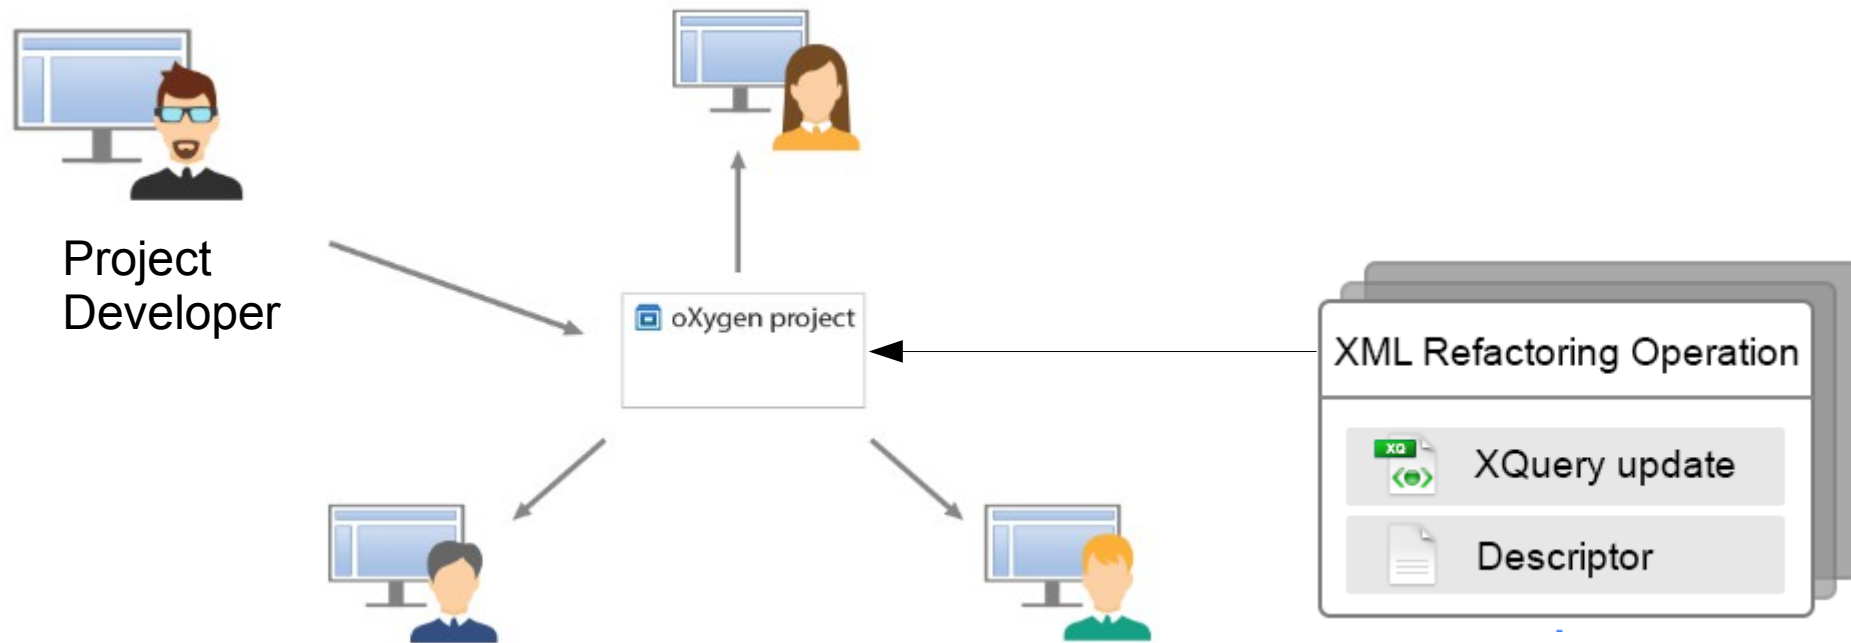 Project
Developer
oXygen project
XML Refactoring Operation
XQ
XQuery update
Descriptor